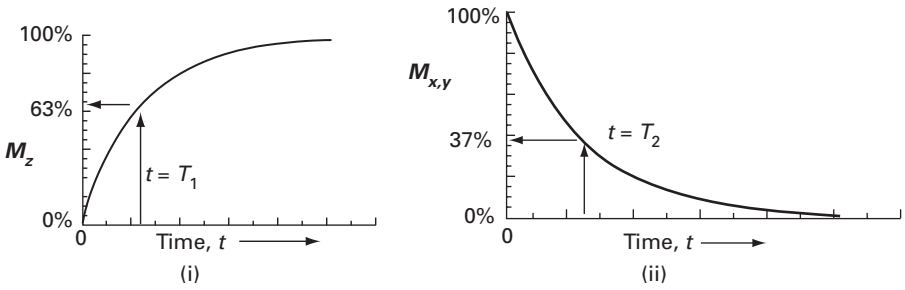 100%
63%
M_z
t = T_1
0%
0
Time, t
(i)
100%
M_x,y
37%
t = T_2
0%
0
Time, t
(ii)